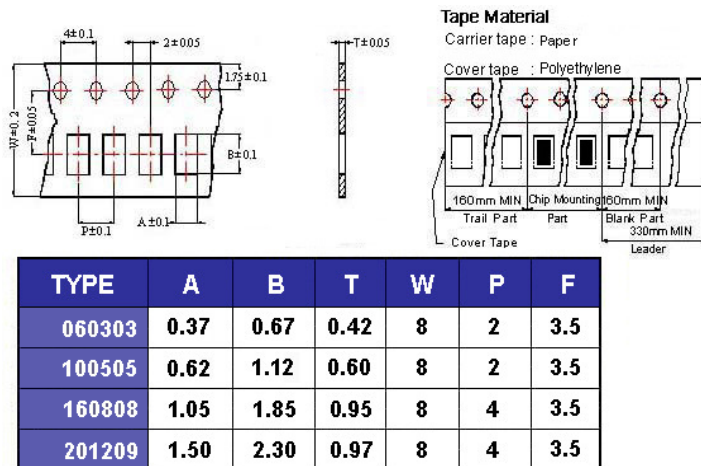 Tape Material
Carrier tape : Paper
Cover tape : Polyethylene
4±0.1
2±0.05
1.75±0.1
T±0.05
W±0.2
F±0.05
B±0.1
P±0.1
A±0.1
160mm MIN Chip Mounting 160mm MIN
Trail Part Part Blank Part
330mm MIN
Cover Tape
Leader
TYPE A B T W P F
060303 0.37 0.67 0.42 8 2 3.5
100505 0.62 1.12 0.60 8 2 3.5
160808 1.05 1.85 0.95 8 4 3.5
201209 1.50 2.30 0.97 8 4 3.5